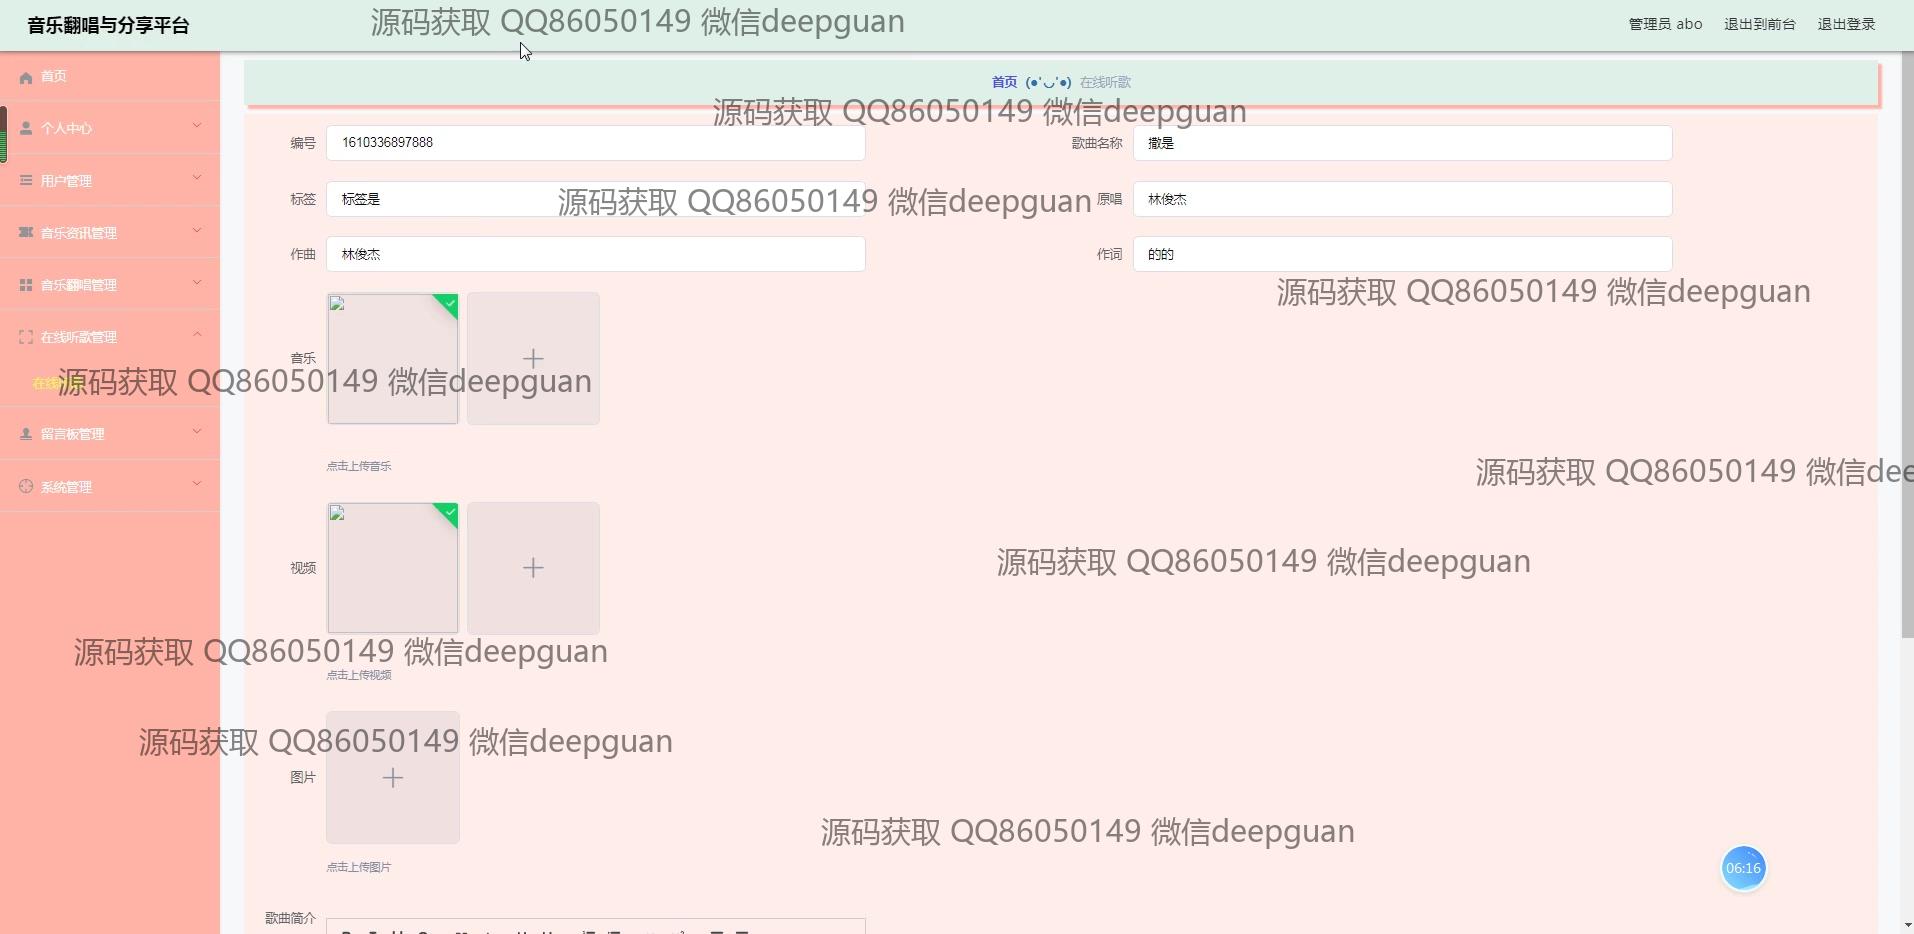 音乐翻唱与分享平台
源码获取 QQ86050149 微信deepguan
管理员 abo 退出到前台 退出登录
首页
首页 (●'◡'●) 在线听歌
源码获取 QQ86050149 微信deepguan
个人中心
编号 1610336897888 歌曲名称 撒是
用户管理
标签 标签是
源码获取 QQ86050149 微信deepguan
原唱 林俊杰
音乐资讯管理
作曲 林俊杰 作词 的的
音乐翻唱管理
源码获取 QQ86050149 微信deepguan
在线听歌管理
音乐
在线
源码获取 QQ86050149 微信deepguan
留言板管理
点击上传音乐
源码获取 QQ86050149 微信dee
系统管理
源码获取 QQ86050149 微信deepguan
视频
源码获取 QQ86050149 微信deepguan
点击上传视频
源码获取 QQ86050149 微信deepguan
图片
源码获取 QQ86050149 微信deepguan
点击上传图片
06:16
歌曲简介